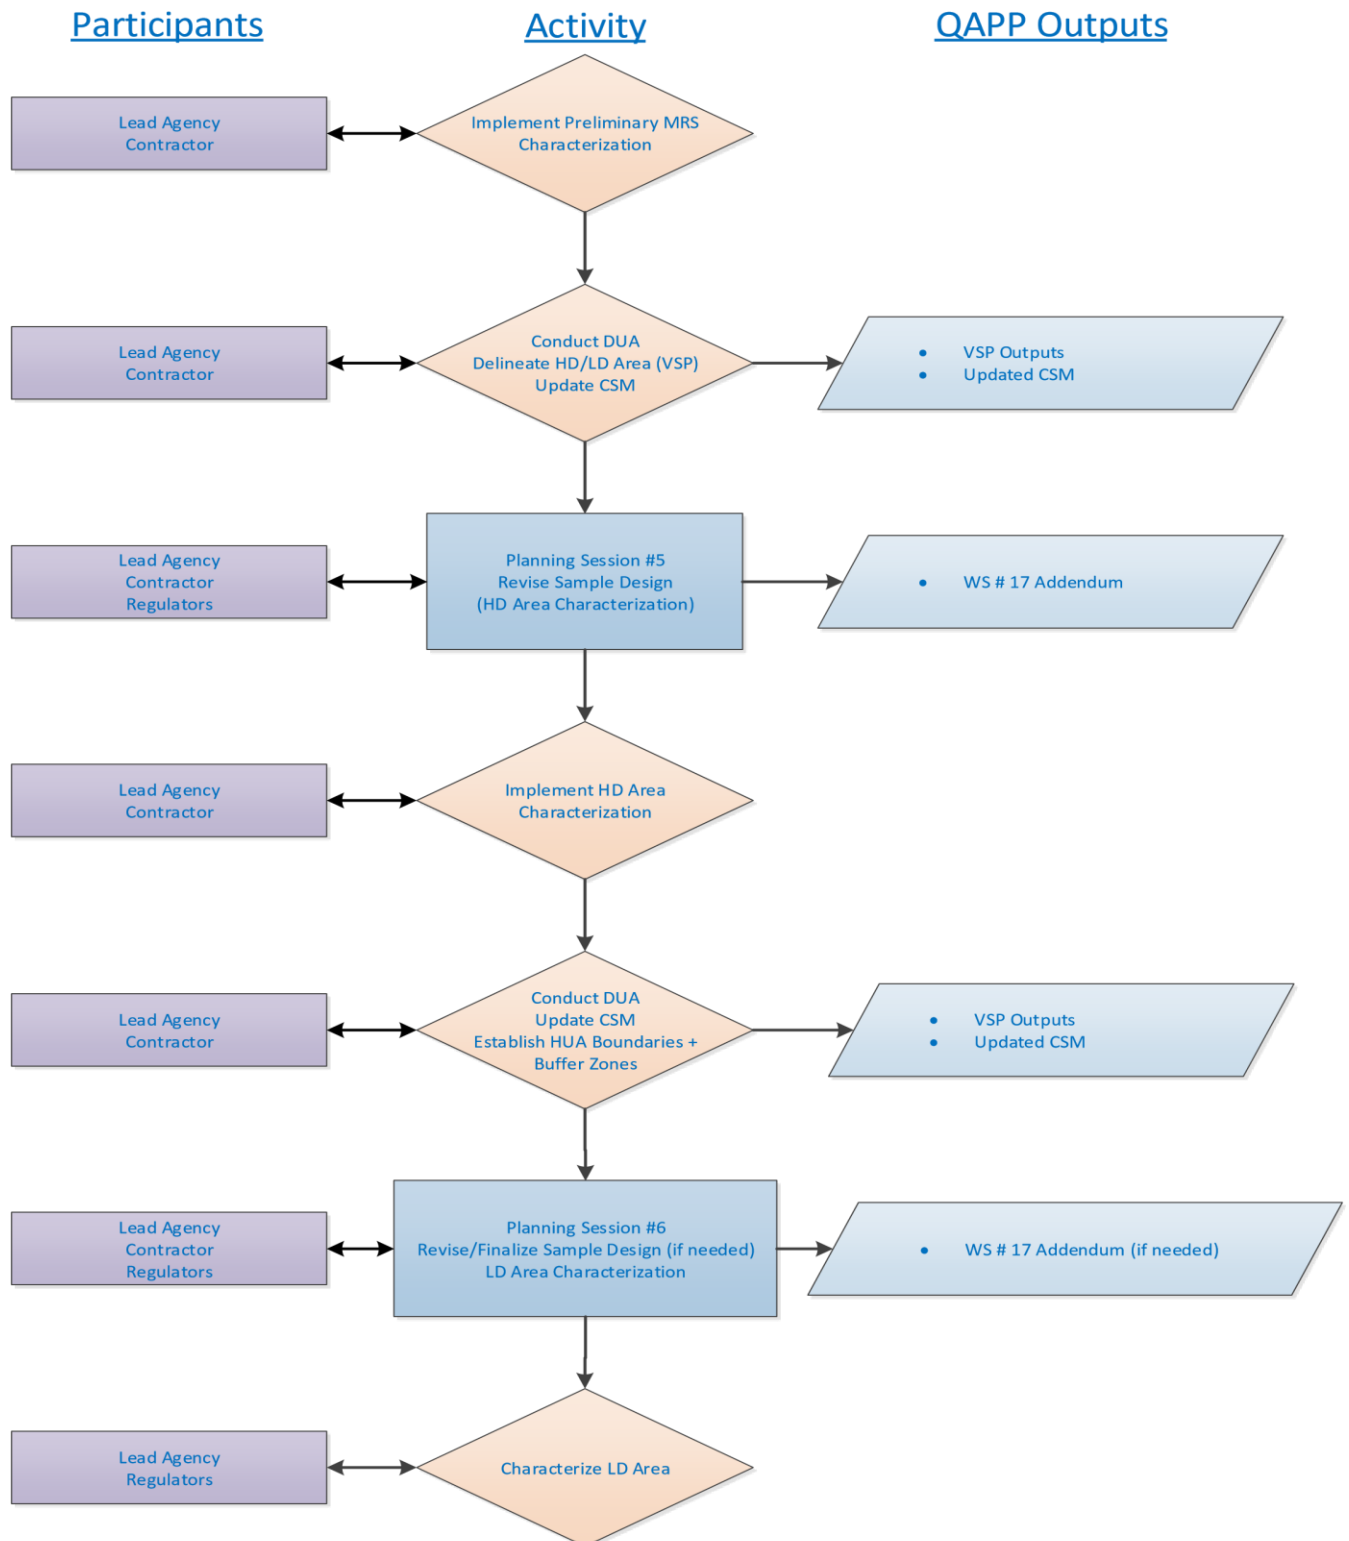 Participants
Activity
QAPP Outputs
Lead Agency
Contractor
Implement Preliminary MRS
Characterization
Lead Agency
Contractor
Conduct DUA
Delineate HD/LD Area (VSP)
Update CSM
• VSP Outputs
• Updated CSM
Lead Agency
Contractor
Regulators
Planning Session #5
Revise Sample Design
(HD Area Characterization)
• WS # 17 Addendum
Lead Agency
Contractor
Implement HD Area
Characterization
Lead Agency
Contractor
Conduct DUA
Update CSM
Establish HUA Boundaries +
Buffer Zones
• VSP Outputs
• Updated CSM
Lead Agency
Contractor
Regulators
Planning Session #6
Revise/Finalize Sample Design (if needed)
LD Area Characterization
• WS # 17 Addendum (if needed)
Lead Agency
Regulators
Characterize LD Area